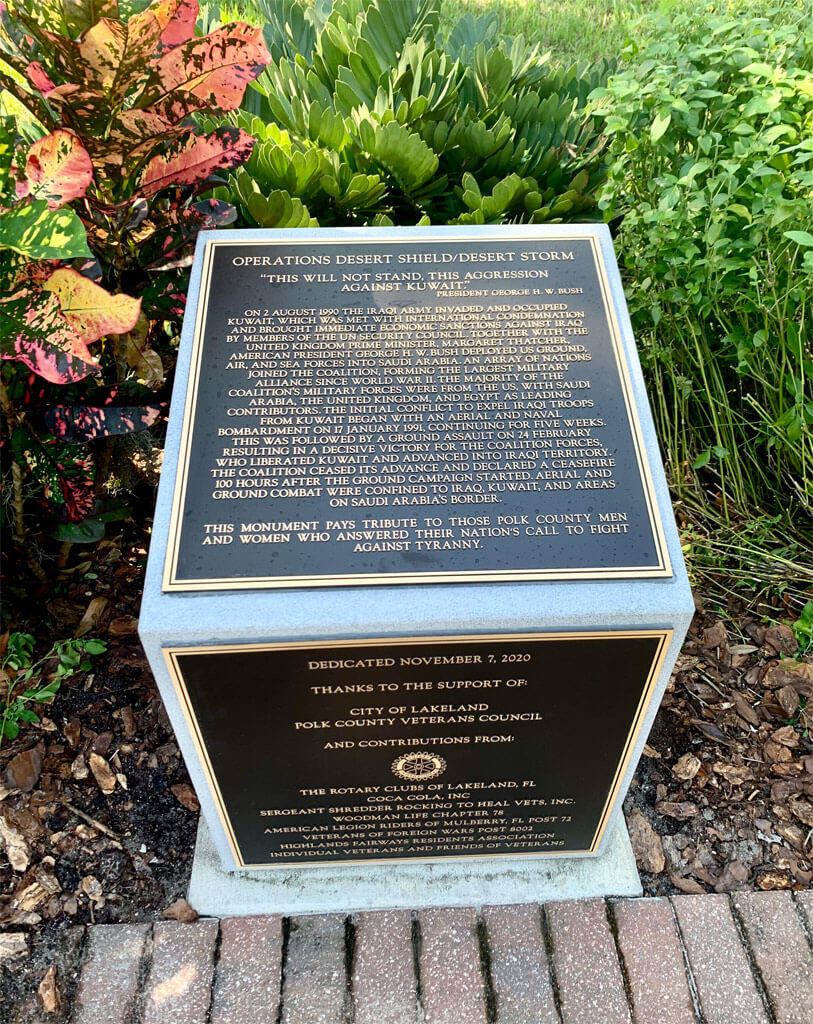 OPERATIONS DESERT SHIELD/DESERT STORM
"THIS WILL NOT STAND, THIS AGGRESSION
AGAINST KUWAIT."
PRESIDENT GEORGE H. W. BUSH
ON 2 AUGUST 1990 THE IRAQI ARMY INVADED AND OCCUPIED
KUWAIT, WHICH WAS MET WITH INTERNATIONAL CONDEMNATION
AND BROUGHT IMMEDIATE ECONOMIC SANCTIONS AGAINST IRAQ
BY MEMBERS OF THE UN SECURITY COUNCIL. TOGETHER WITH THE
UNITED KINGDOM PRIME MINISTER, MARGARET THATCHER,
AMERICAN PRESIDENT GEORGE H. W. BUSH DEPLOYED US GROUND,
AIR, AND SEA FORCES INTO SAUDI ARABIA. AN ARRAY OF NATIONS
JOINED THE COALITION, FORMING THE LARGEST MILITARY
ALLIANCE SINCE WORLD WAR II. THE MAJORITY OF THE
COALITION'S MILITARY FORCES WERE FROM THE US, WITH SAUDI
ARABIA, THE UNITED KINGDOM, AND EGYPT AS LEADING
CONTRIBUTORS. THE INITIAL CONFLICT TO EXPEL IRAQI TROOPS
FROM KUWAIT BEGAN WITH AN AERIAL AND NAVAL
BOMBARDMENT ON 17 JANUARY 1991, CONTINUING FOR FIVE WEEKS.
THIS WAS FOLLOWED BY A GROUND ASSAULT ON 24 FEBRUARY
RESULTING IN A DECISIVE VICTORY FOR THE COALITION FORCES,
WHO LIBERATED KUWAIT AND ADVANCED INTO IRAQI TERRITORY.
THE COALITION CEASED ITS ADVANCE AND DECLARED A CEASEFIRE
100 HOURS AFTER THE GROUND CAMPAIGN STARTED. AERIAL AND
GROUND COMBAT WERE CONFINED TO IRAQ, KUWAIT, AND AREAS
ON SAUDI ARABIA'S BORDER.
THIS MONUMENT PAYS TRIBUTE TO THOSE POLK COUNTY MEN
AND WOMEN WHO ANSWERED THEIR NATION'S CALL TO FIGHT
AGAINST TYRANNY.
DEDICATED NOVEMBER 7, 2020
THANKS TO THE SUPPORT OF:
CITY OF LAKELAND
POLK COUNTY VETERANS COUNCIL
AND CONTRIBUTIONS FROM:
THE ROTARY CLUBS OF LAKELAND, FL
COCA COLA, INC
SERGEANT SHREDDER ROCKING TO HEAL VETS, INC.
WOODMAN LIFE CHAPTER 78
AMERICAN LEGION RIDERS OF MULBERRY, FL POST 72
VETERANS OF FOREIGN WARS POST 8002
HIGHLANDS FAIRWAYS RESIDENTS ASSOCIATION
INDIVIDUAL VETERANS AND FRIENDS OF VETERANS